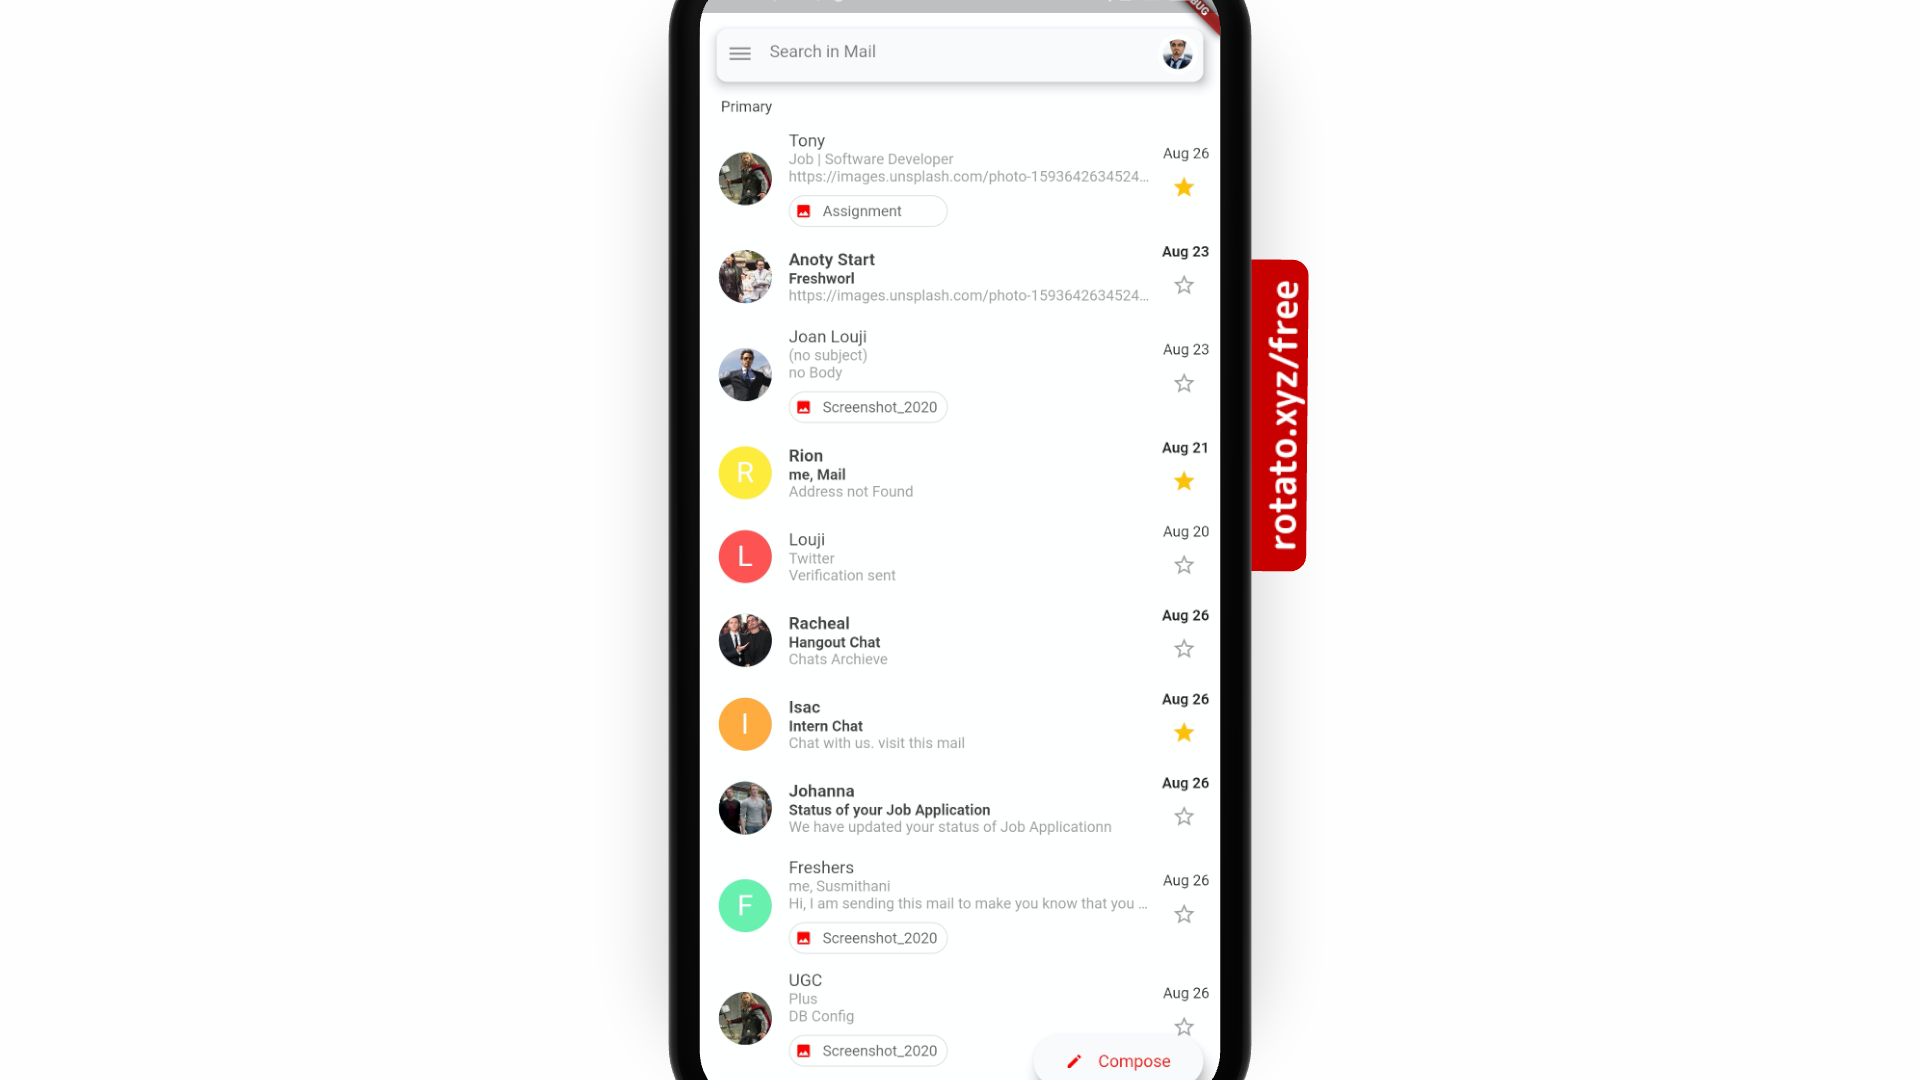 UG
Search in Mail
Primary
Tony
Aug 26
Job | Software Developer
https://images.unsplash.com/photo-1593642634524...
Assignment
Anoty Start
Aug 23
Freshworl
https://images.unsplash.com/photo-1593642634524...
Joan Louji
Aug 23
(no subject)
no Body
Screenshot_2020
R
Rion
Aug 21
me, Mail
Address not Found
L
Louji
Aug 20
Twitter
Verification sent
Racheal
Aug 26
Hangout Chat
Chats Archieve
I
Isac
Aug 26
Intern Chat
Chat with us. visit this mail
Johanna
Aug 26
Status of your Job Application
We have updated your status of Job Applicationn
F
Freshers
Aug 26
me, Susmithani
Hi, I am sending this mail to make you know that you ...
Screenshot_2020
UGC
Aug 26
Plus
DB Config
Screenshot_2020
Compose
rotato.xyz/free